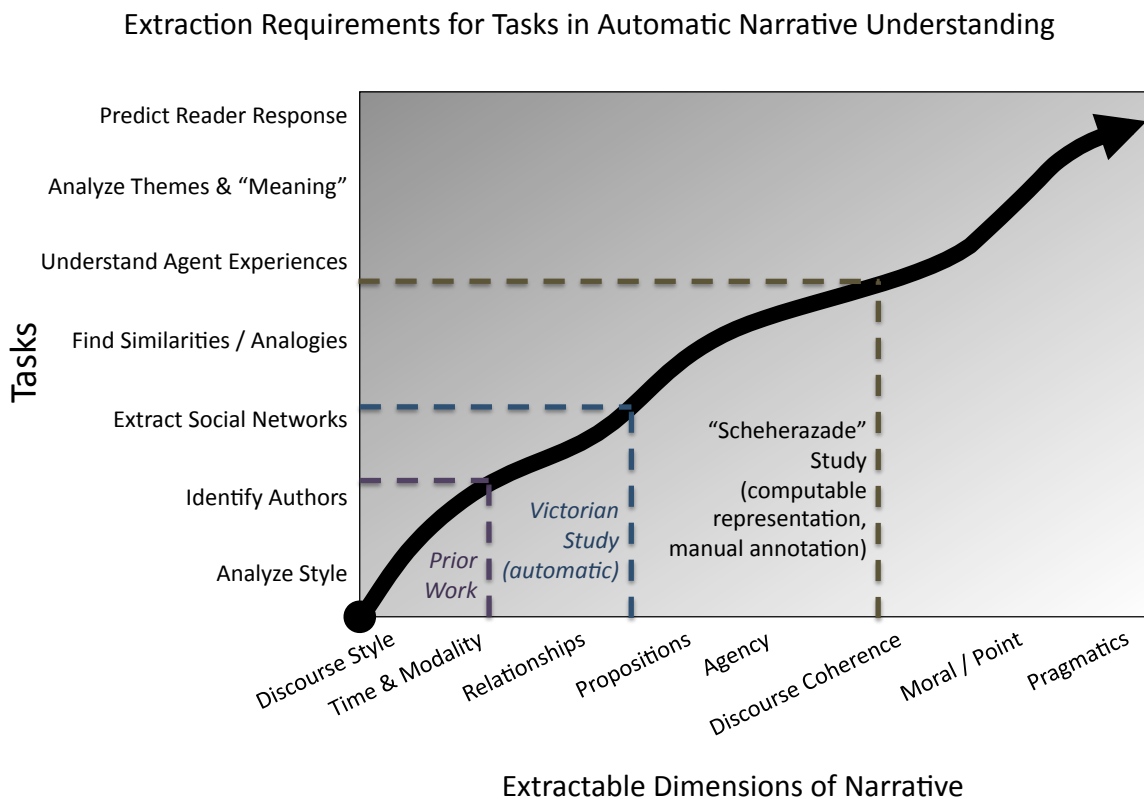 Extraction Requirements for Tasks in Automatic Narrative Understanding
Predict Reader Response
Analyze Themes & “Meaning”
Understand Agent Experiences
Find Similarities / Analogies
Extract Social Networks
Identify Authors
Analyze Style
Tasks
Prior
Work
Victorian
Study
(automatic)
“Scheherazade”
Study
(computable
representation,
manual annotation)
Discourse Style
Time & Modality
Relationships
Propositions
Agency
Discourse Coherence
Moral / Point
Pragmatics
Extractable Dimensions of Narrative